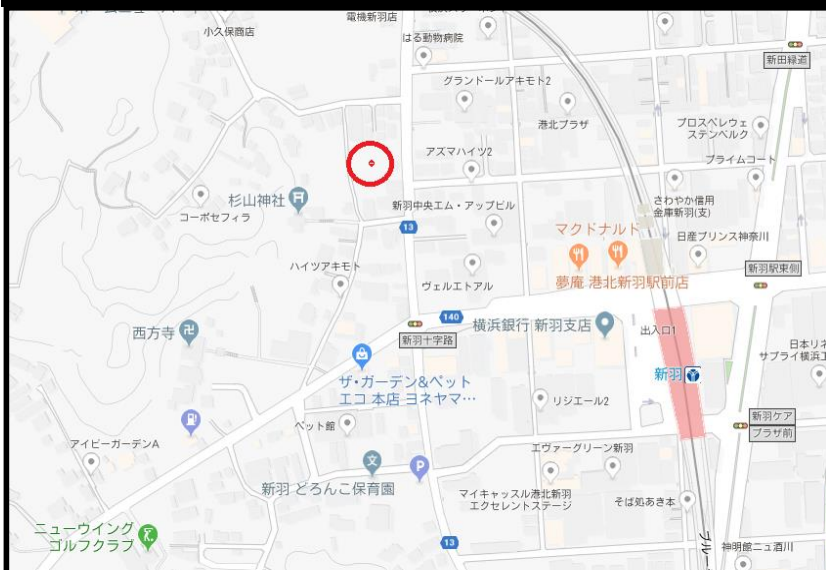 電機新羽店
小久保商店
はる動物病院
新田緑道
グランドールアキモト2
港北プラザ
プロスペレウェ
ステンベルク
アズマハイツ2
プライムコート
杉山神社
コーポセフィラ
さわやか信用
金庫新羽(支)
新羽中央エム・アップビル
13
マクドナルド
日産プリンス神奈川
ハイツアキモト
夢庵 港北新羽駅前店
新羽駅東側
ヴェルエトアル
140
西方寺
新羽十字路
横浜銀行 新羽支店
出入口1
日本リネ
サプライ横浜工
ザ・ガーデン&ペット
エコ 本店 ヨネヤマ…
新羽
リジエール2
新羽ケア
プラザ前
ペット館
アイビーガーデンA
エヴァーグリーン新羽
新羽 どろんこ保育園
P
マイキャッスル港北新羽
エクセレントステージ
そば処あき本
ニューウイング
ゴルフクラブ
13
ブルー
神明館ニュ酒川